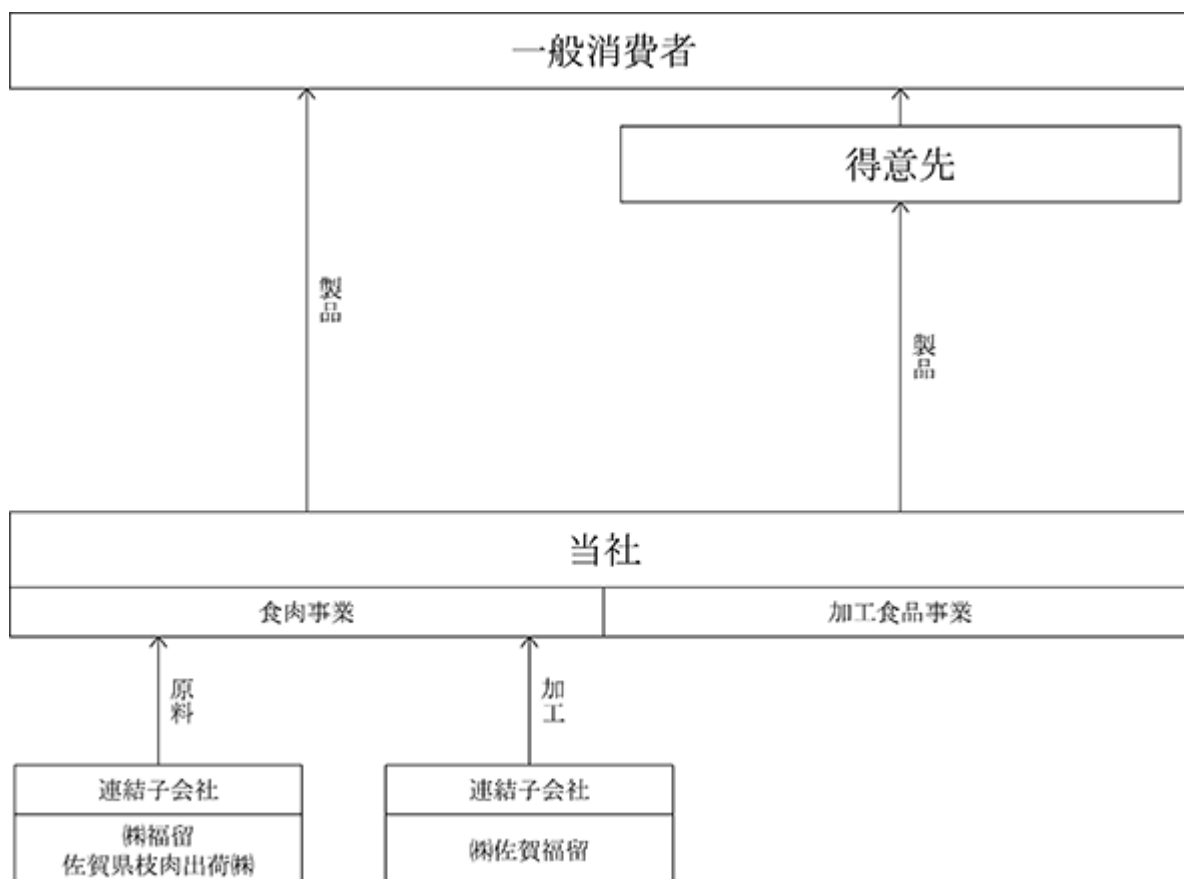 一般消費者
得意先
製品
製品
当社
食肉事業
加工食品事業
原料
加工
連結子会社
連結子会社
㈱福留
佐賀県枝肉出荷㈱
㈱佐賀福留